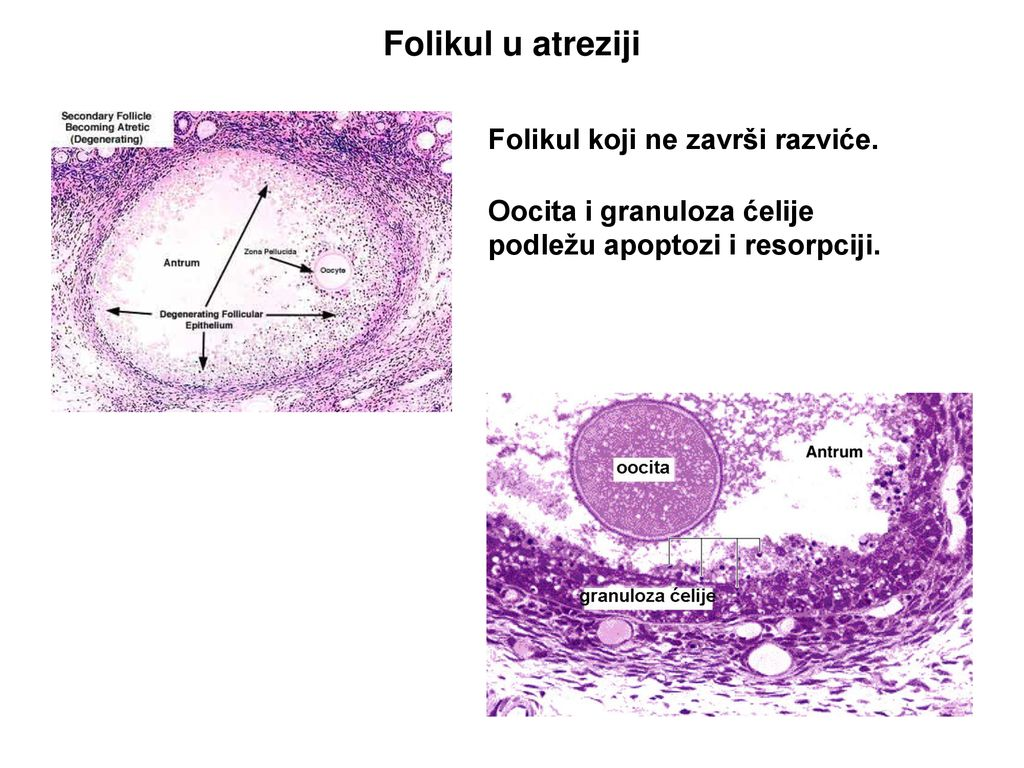 Folikul u atreziji
Secondary Follicle
Becoming Atretic
(Degenerating)
Antrum
Zona Pellucida
Oocyte
Degenerating Follicular
Epithelium
Folikul koji ne završi razviće.
Oocita i granuloza ćelije
podležu apoptozi i resorpciji.
oocita
Antrum
granuloza ćelije